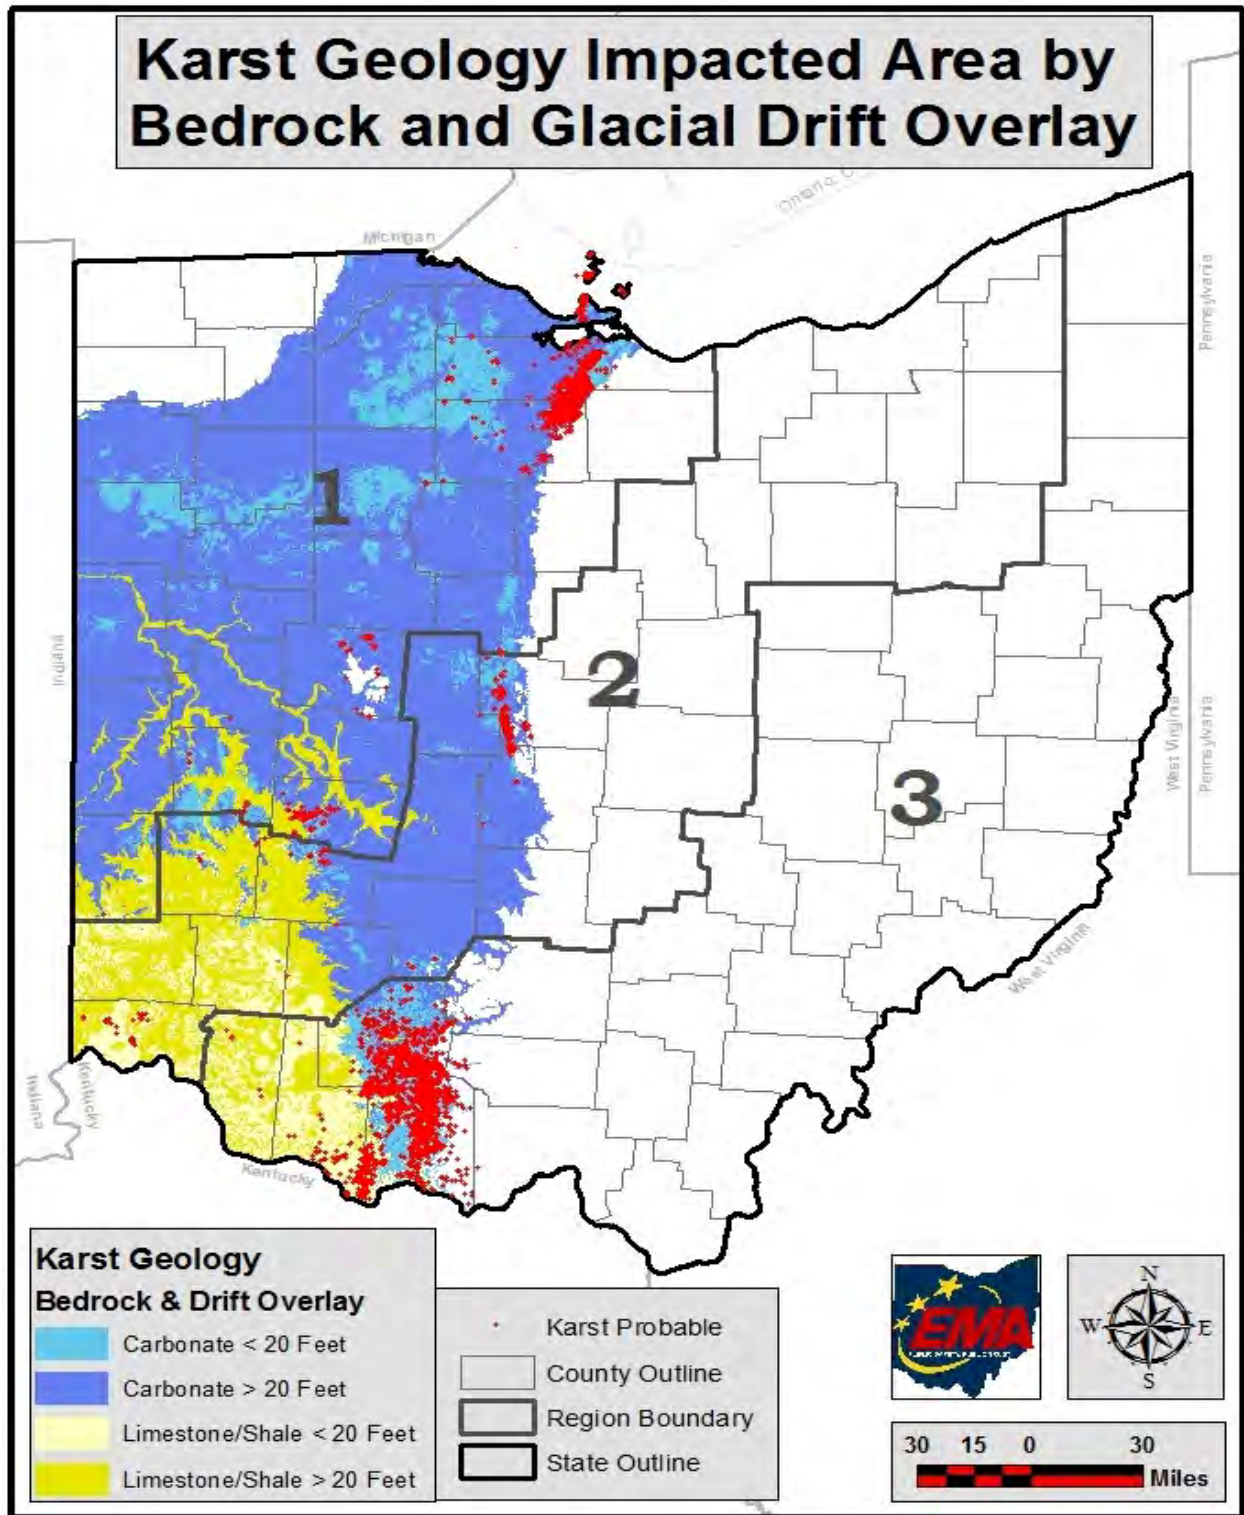 Karst Geology Impacted Area by
Bedrock and Glacial Drift Overlay
Ontario, C
Michigan
Pennsylvania
1
Indiana
2
West Virginia
Pennsylvania
3
West Virginia
Indiana
Kentucky
Kentucky
Karst Geology
Bedrock & Drift Overlay
Carbonate < 20 Feet
Carbonate > 20 Feet
Limestone/Shale < 20 Feet
Limestone/Shale > 20 Feet
Karst Probable
County Outline
Region Boundary
State Outline
EMA
N
W E
S
30 15 0 30
Miles